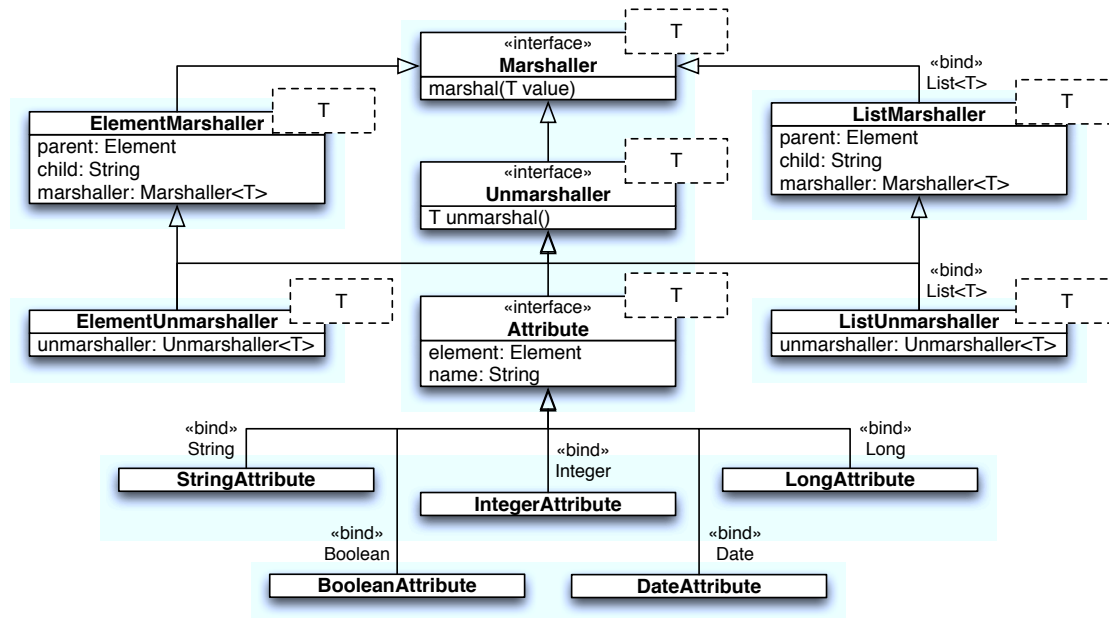 T
«interface»
Marshaller
marshal(T value)
«bind»
List<T>
T
ElementMarshaller
parent: Element
child: String
marshaller: Marshaller<T>
T
«interface»
Unmarshaller
T unmarshal()
T
ListMarshaller
parent: Element
child: String
marshaller: Marshaller<T>
T
ElementUnmarshaller
unmarshaller: Unmarshaller<T>
T
«interface»
Attribute
element: Element
name: String
«bind»
List<T>
T
ListUnmarshaller
unmarshaller: Unmarshaller<T>
«bind»
String
StringAttribute
«bind»
Integer
IntegerAttribute
«bind»
Long
LongAttribute
«bind»
Boolean
BooleanAttribute
«bind»
Date
DateAttribute